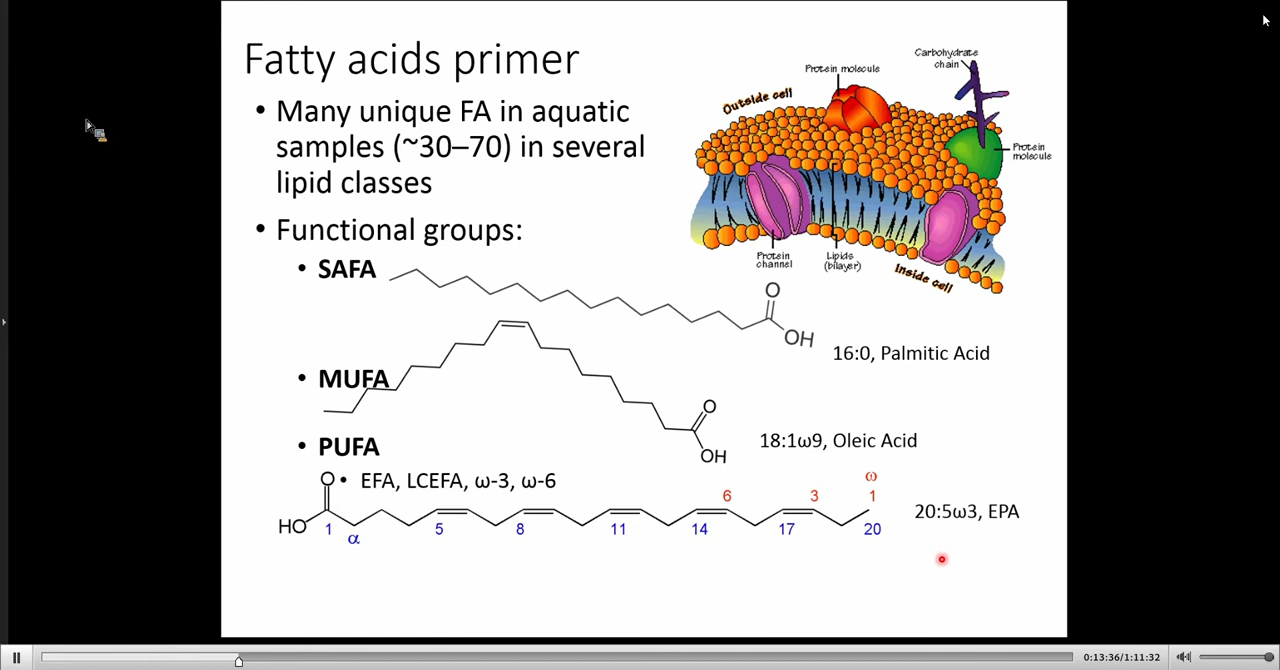 Fatty acids primer
• Many unique FA in aquatic
samples (~30–70) in several
lipid classes
• Functional groups:
• SAFA
O
OH
16:0, Palmitic Acid
• MUFA
O
OH
18:1ω9, Oleic Acid
• PUFA
• EFA, LCEFA, ω-3, ω-6
O
HO
1
α
5
8
11
14
17
20
6
3
ω
1
20:5ω3, EPA
Carbohydrate
chain
Protein molecule
Outside cell
Protein
molecule
Protein
channel
Lipids
(bilayer)
Inside cell
0:13:36/1:11:32